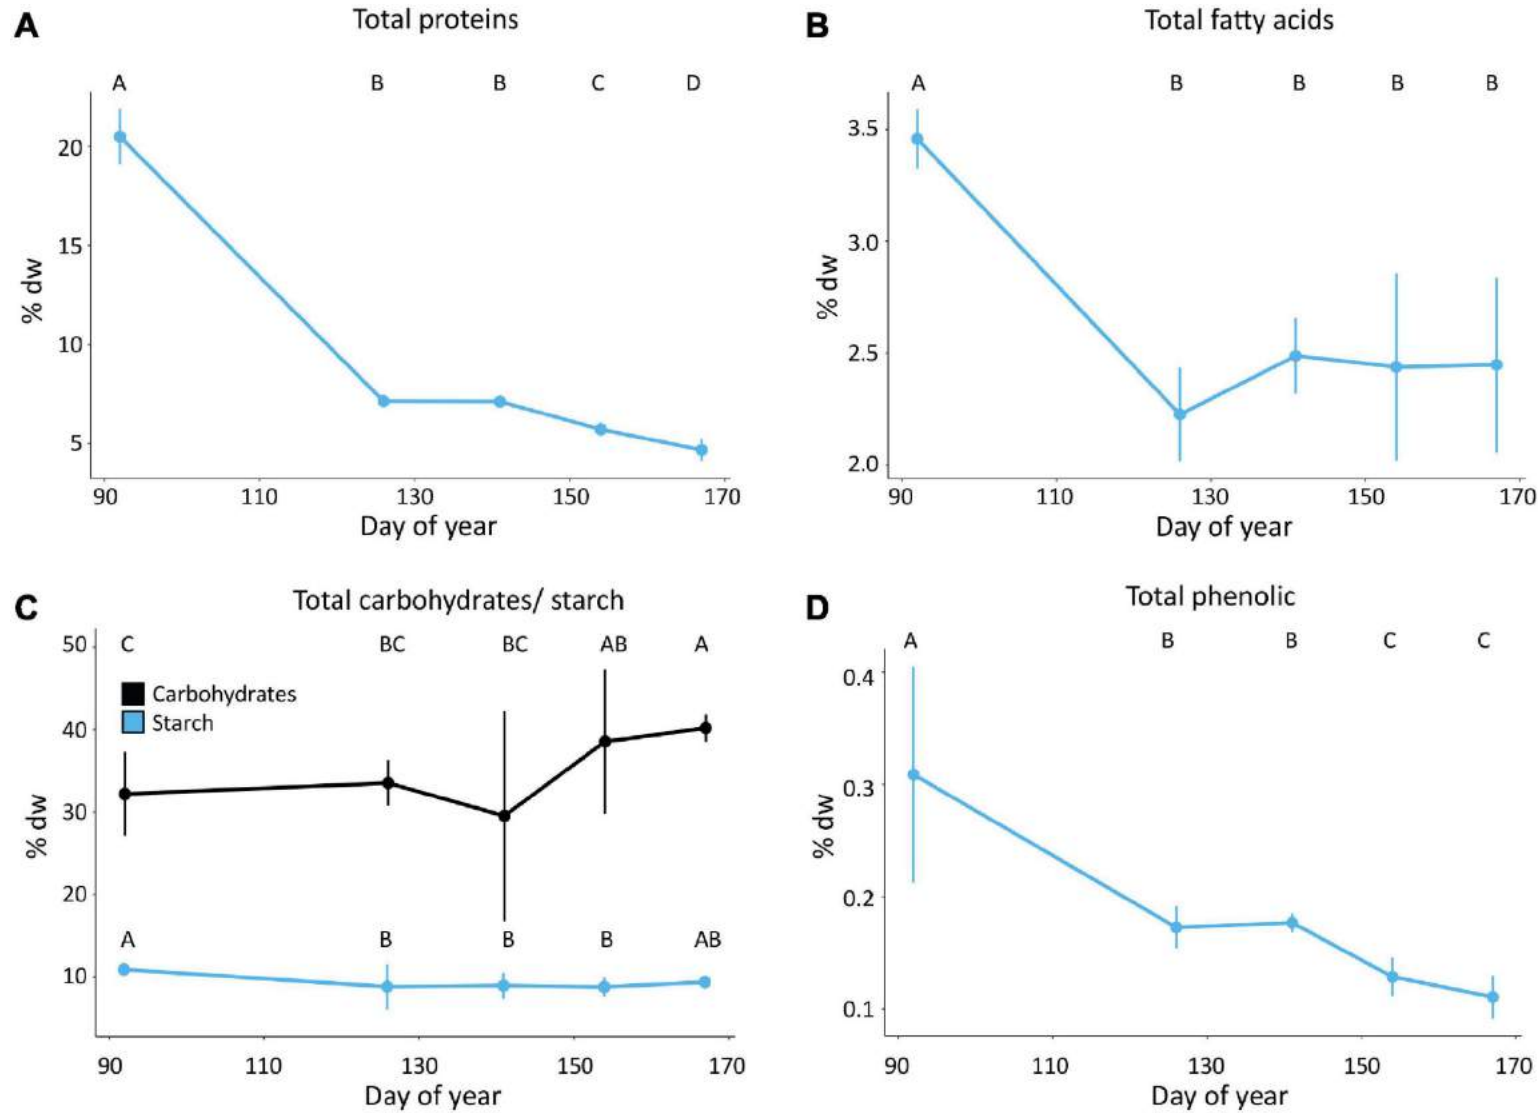 A
Total proteins
A B B C D
20
15
10
5
% dw
90 110 130 150 170
Day of year
B
Total fatty acids
A B B B B
3.5
3.0
2.5
2.0
% dw
90 110 130 150 170
Day of year
C
Total carbohydrates/ starch
C BC BC AB A
Carbohydrates
Starch
A B B B AB
50
40
30
20
10
% dw
90 110 130 150 170
Day of year
D
Total phenolic
A B B C C
0.4
0.3
0.2
0.1
% dw
90 110 130 150 170
Day of year